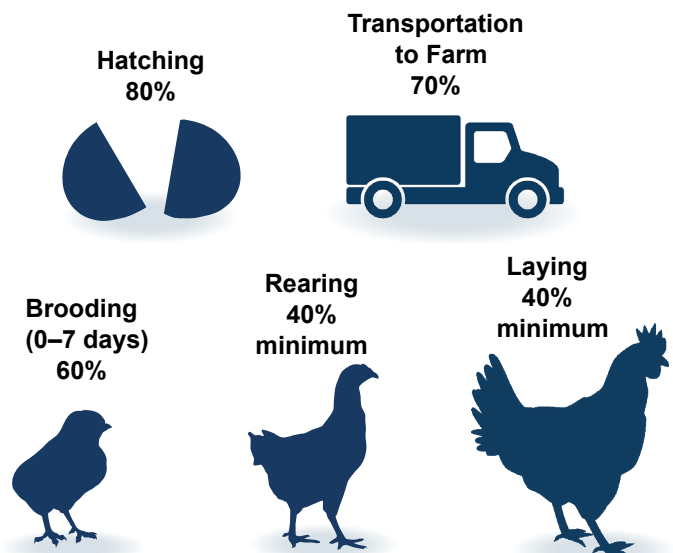 Hatching
80%
Transportation
to Farm
70%
Brooding
(0–7 days)
60%
Rearing
40%
minimum
Laying
40%
minimum